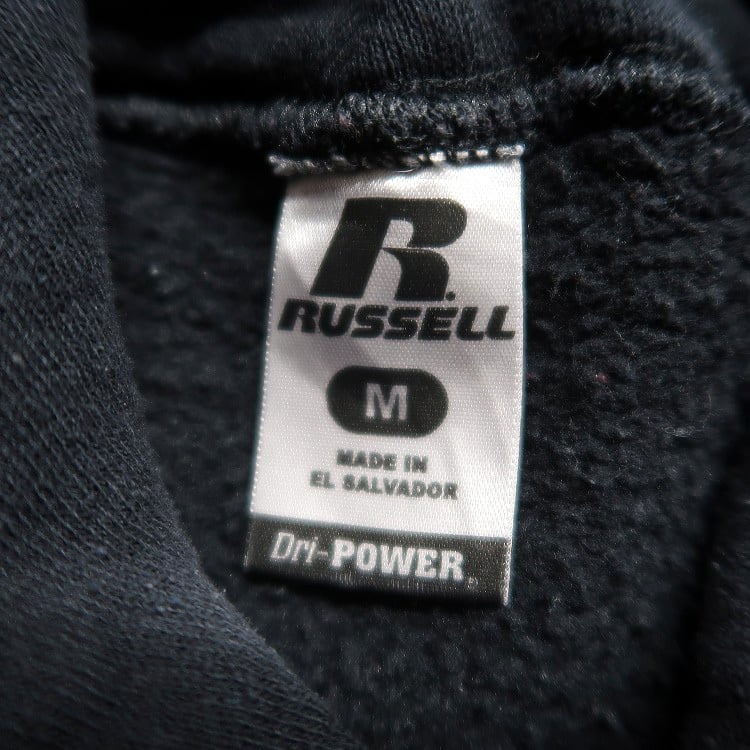 R.
RUSSELL
M
MADE IN
EL SALVADOR
Dri-POWER®